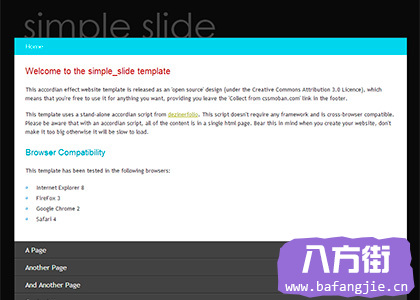 simple slide
Home
Welcome to the simple_slide template
This accordian effect website template is released as an 'open source' design (under the Creative Commons Attribution 3.0 Licence), which
means that you're free to use it for anything you want, providing you leave the 'Collect from cssmoban.com' link in the footer.
This template uses a stand-alone accordian script from dezinerfolio. This script doesn't require any framework and is cross-browser compatible.
Please be aware that with an accordian script, all of the content is in a single html page. Bear this in mind when you create your website, don't
make it too big otherwise it will be slow to load.
Browser Compatibility
This template has been tested in the following browsers:
Internet Explorer 8
FireFox 3
Google Chrome 2
Safari 4
A Page
Another Page
And Another Page
八方街
www.bafangjie.cn